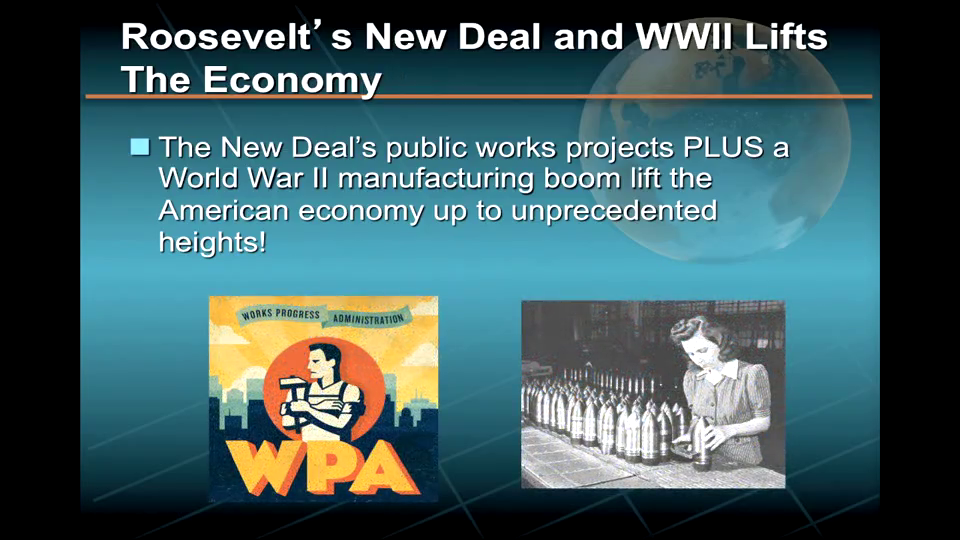 Roosevelt’s New Deal and WWII Lifts
The Economy
The New Deal’s public works projects PLUS a
World War II manufacturing boom lift the
American economy up to unprecedented
heights!
WORKS PROGRESS ADMINISTRATION
WPA